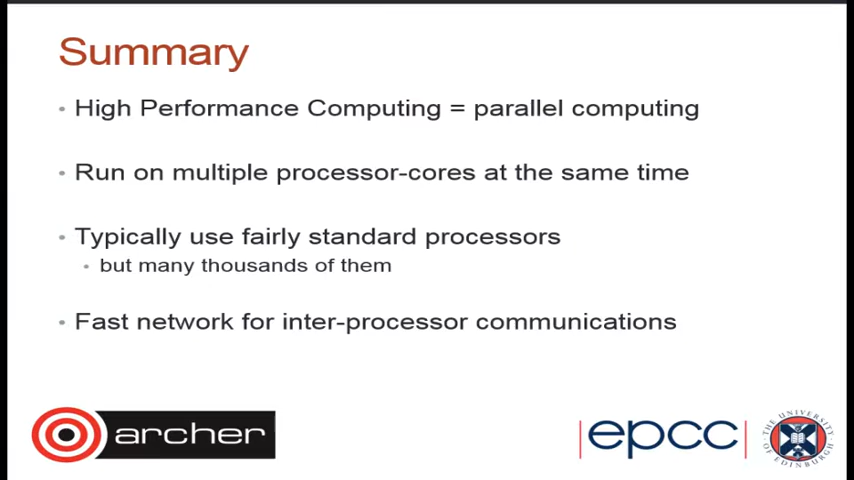 Summary
• High Performance Computing = parallel computing
• Run on multiple processor-cores at the same time
• Typically use fairly standard processors
• but many thousands of them
• Fast network for inter-processor communications
archer
|epcc|
THE UNIVERSITY OF EDINBURGH